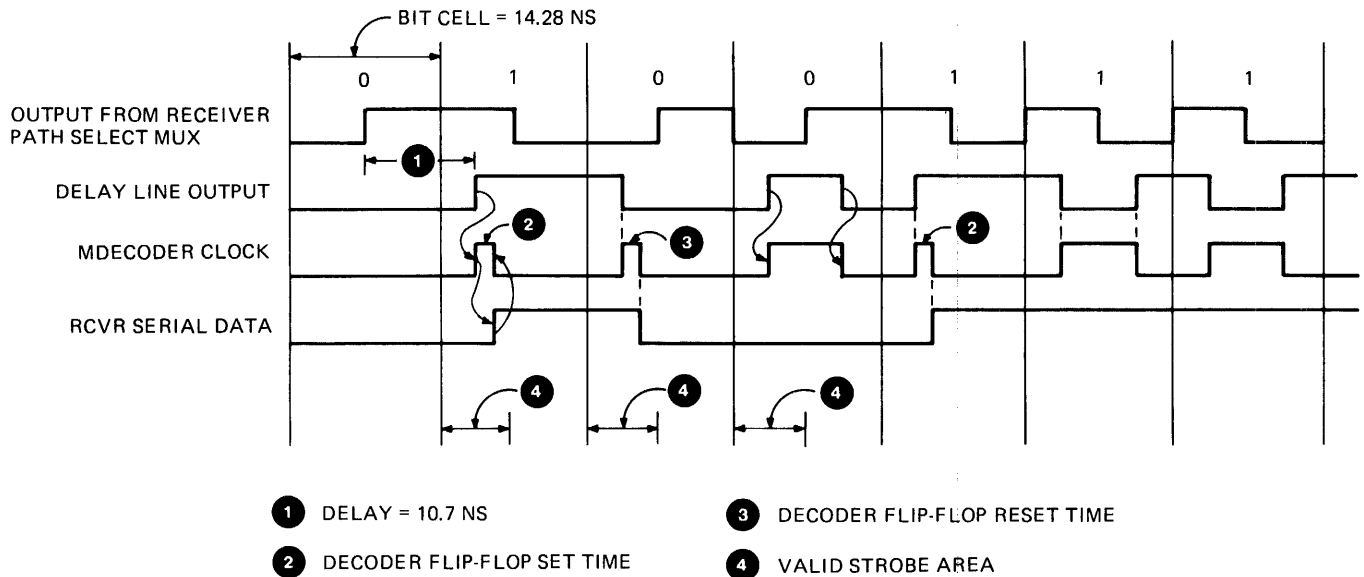 BIT CELL = 14.28 NS
0 1 0 0 1 1 1
OUTPUT FROM RECEIVER
PATH SELECT MUX
1
DELAY LINE OUTPUT
2 3 2
MDECODER CLOCK
RCVR SERIAL DATA
4 4 4
1 DELAY = 10.7 NS
3 DECODER FLIP-FLOP RESET TIME
2 DECODER FLIP-FLOP SET TIME
4 VALID STROBE AREA